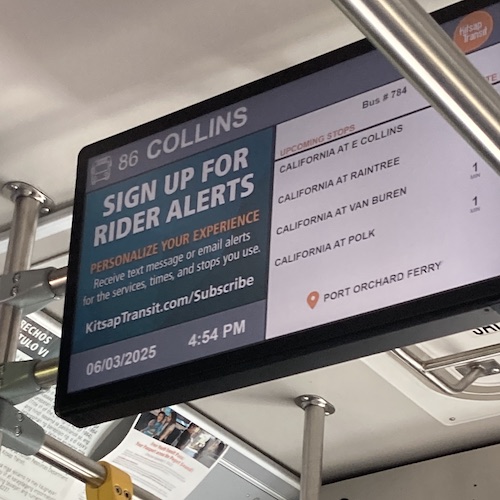 kitsap
transit
86 COLLINS
Bus # 784
SIGN UP FOR
RIDER ALERTS
PERSONALIZE YOUR EXPERIENCE
Receive text message or email alerts
for the services, times, and stops you use.
KitsapTransit.com/Subscribe
06/03/2025
4:54 PM
UPCOMING STOPS
CALIFORNIA AT E COLLINS
CALIFORNIA AT RAINTREE
1
MIN
CALIFORNIA AT VAN BUREN
1
MIN
CALIFORNIA AT POLK
PORT ORCHARD FERRY